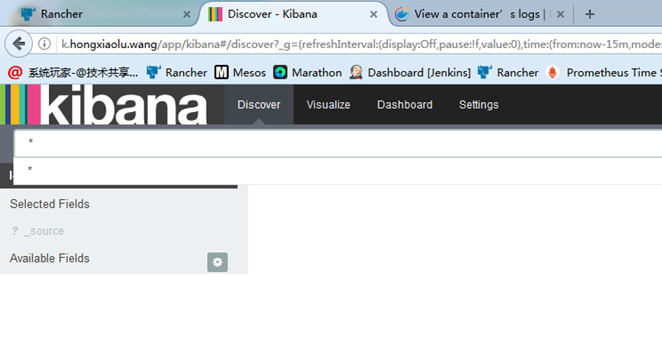 Rancher × Discover - Kibana × View a container's logs | × +
k.hongxiaolu.wang/app/kibana#/discover?_g=(refreshInterval:(display:Off,pause:!f,value:0),time:(from:now-15m,mode:
系统玩家-@技术共享... Rancher Mesos Marathon Dashboard [Jenkins] Rancher Prometheus Time S
kibana Discover Visualize Dashboard Settings
*
*
Selected Fields
? _source
Available Fields